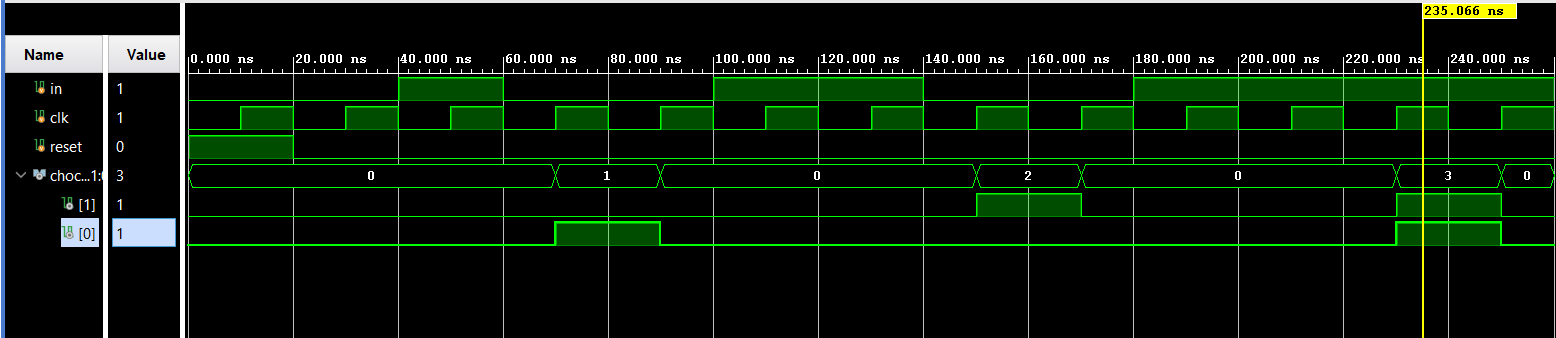 235.066 ns
Name Value
0.000 ns 20.000 ns 40.000 ns 60.000 ns 80.000 ns 100.000 ns 120.000 ns 140.000 ns 160.000 ns 180.000 ns 200.000 ns 220.000 ns 240.000 ns
in 1
clk 1
reset 0
choc...1:0 3 0 1 0 2 0 3 0
[1] 1
[0] 1